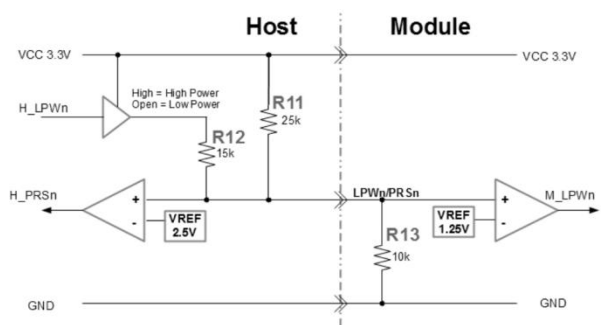 Host Module
VCC 3.3V VCC 3.3V
High = High Power
Open = Low Power
H_LPWn
R11
25k
R12
15k
H_PRSn
LPWn/PRSn
M_LPWn
+
-
VREF
2.5V
+
-
VREF
1.25V
R13
10k
GND GND